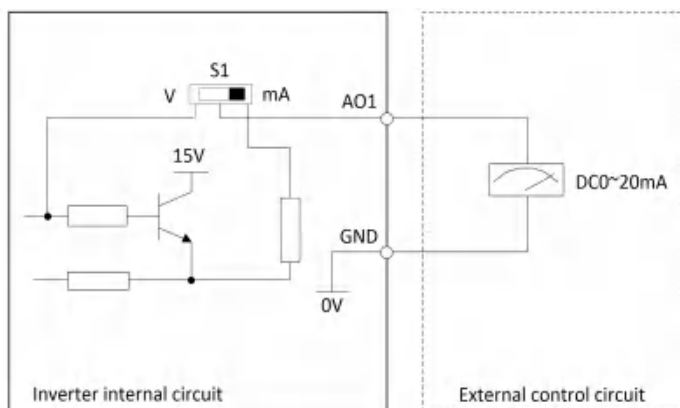 S1
V
mA
AO1
15V
DC0~20mA
GND
0V
Inverter internal circuit
External control circuit